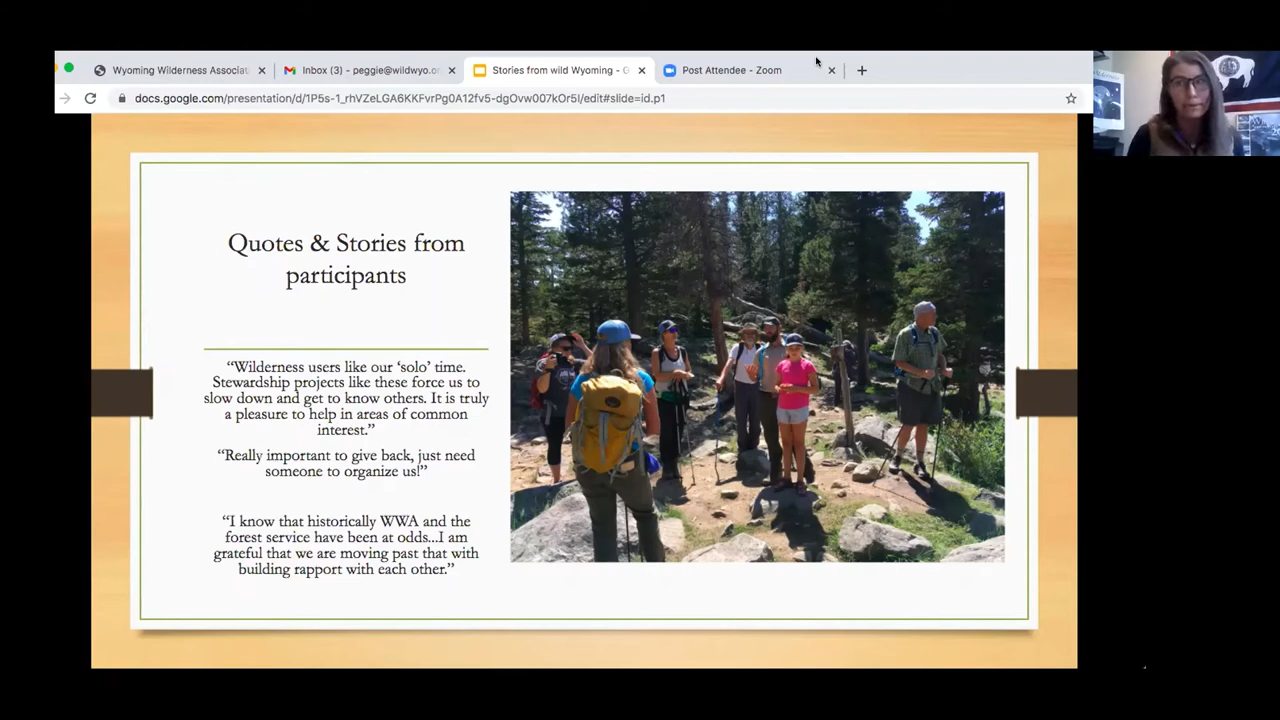 Wyoming Wilderness Associat
Inbox (3) - peggie@wildwyo.o
Stories from wild Wyoming - G
Post Attendee - Zoom
docs.google.com/presentation/d/1P5s-1_rhVZeLGA6KKFvrPg0A12fv5-dgOvw007kOr5I/edit#slide=id.p1
Quotes & Stories from
participants
“Wilderness users like our ‘solo’ time.
Stewardship projects like these force us to
slow down and get to know others. It is truly
a pleasure to help in areas of common
interest.”
“Really important to give back, just need
someone to organize us!”
“I know that historically WWA and the
forest service have been at odds...I am
grateful that we are moving past that with
building rapport with each other.”